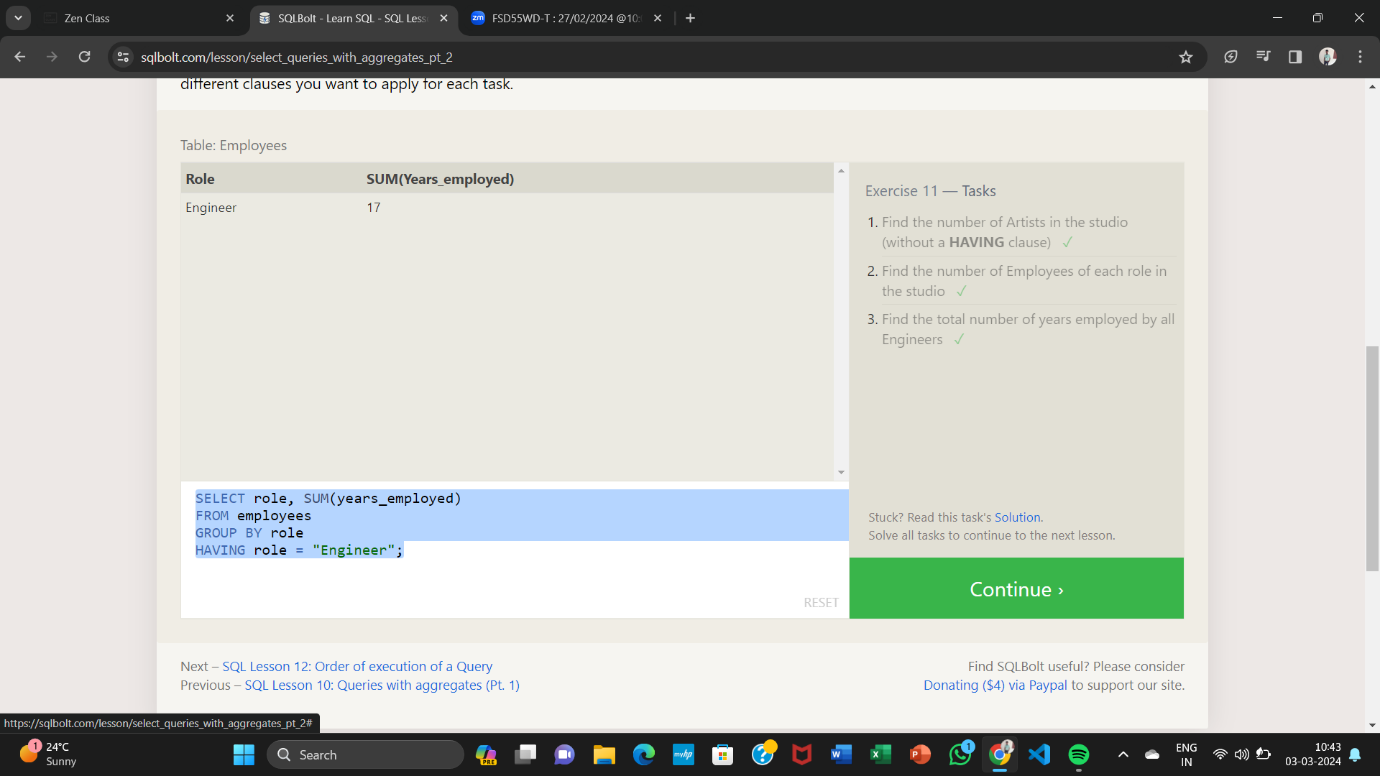 Zen Class
SQLBolt - Learn SQL - SQL Less
zm FSD55WD-T : 27/02/2024 @10:
sqlbolt.com/lesson/select_queries_with_aggregates_pt_2
different clauses you want to apply for each task.
Table: Employees
Role SUM(Years_employed)
Engineer 17
Exercise 11 — Tasks
1. Find the number of Artists in the studio
(without a HAVING clause) ✓
2. Find the number of Employees of each role in
the studio ✓
3. Find the total number of years employed by all
Engineers ✓
SELECT role, SUM(years_employed)
FROM employees
GROUP BY role
HAVING role = "Engineer";
RESET
Stuck? Read this task's Solution.
Solve all tasks to continue to the next lesson.
Continue ›
Next – SQL Lesson 12: Order of execution of a Query
Previous – SQL Lesson 10: Queries with aggregates (Pt. 1)
Find SQLBolt useful? Please consider
Donating ($4) via Paypal to support our site.
https://sqlbolt.com/lesson/select_queries_with_aggregates_pt_2#
1
24°C
Sunny
Search
PRE
myhp
W
X
P
1
ENG
IN
10:43
03-03-2024